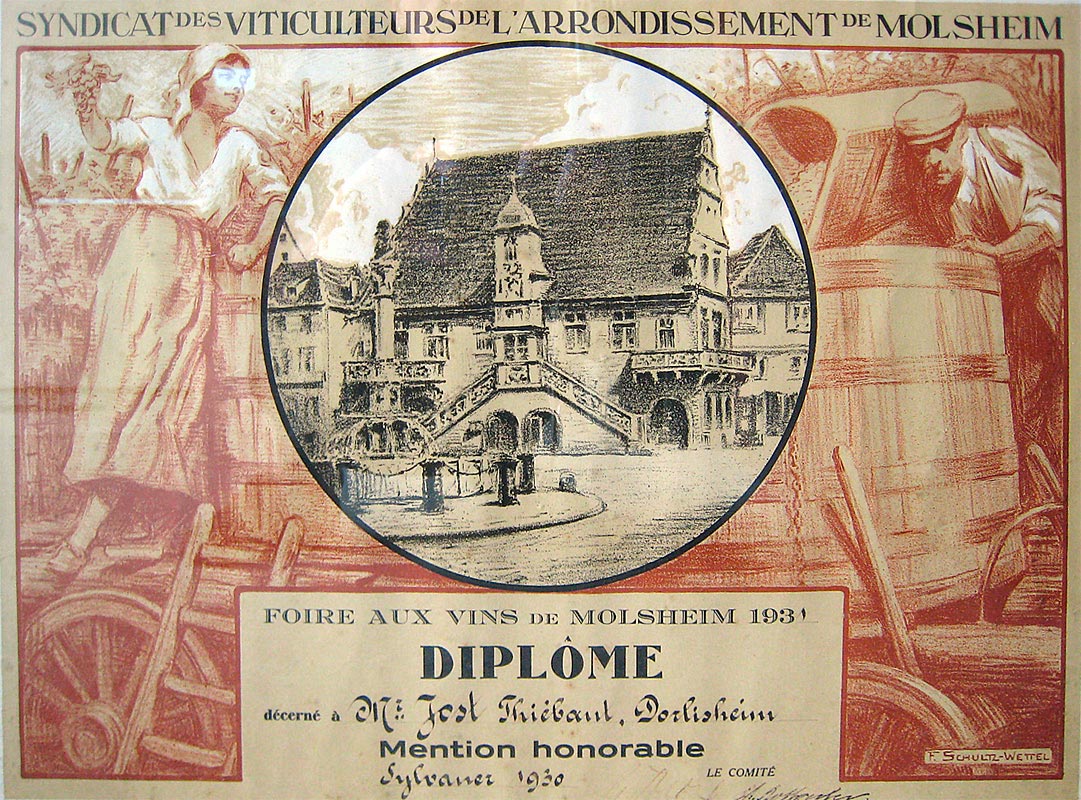 SYNDICAT DES VITICULTEURS DE L'ARRONDISSEMENT DE MOLSHEIM
FOIRE AUX VINS DE MOLSHEIM 1931
DIPLÔME
décerné à Mr. Jost Thiébaut, Dorlisheim
Mention honorable
Sylvaner 1930
LE COMITÉ
F. SCHULTZ-WETTEL